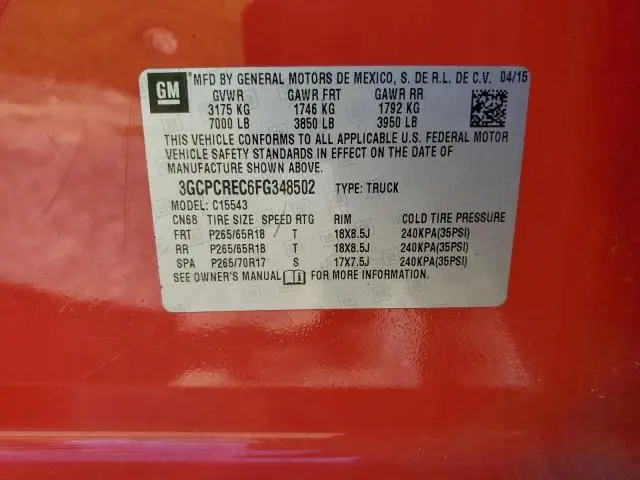 GM
*MFD BY GENERAL MOTORS DE MEXICO, S. DE R.L. DE C.V. 04/15
GVWR GAWR FRT GAWR RR
3175 KG 1746 KG 1792 KG
7000 LB 3850 LB 3950 LB
THIS VEHICLE CONFORMS TO ALL APPLICABLE U.S. FEDERAL MOTOR
VEHICLE SAFETY STANDARDS IN EFFECT ON THE DATE OF
MANUFACTURE SHOWN ABOVE.
3GCPCREC6FG348502 TYPE: TRUCK
MODEL: C15543
CN68 TIRE SIZE SPEED RTG RIM COLD TIRE PRESSURE
FRT P265/65R18 T 18X8.5J 240KPA(35PSI)
RR P265/65R18 T 18X8.5J 240KPA(35PSI)
SPA P265/70R17 S 17X7.5J 240KPA(35PSI)
SEE OWNER'S MANUAL FOR MORE INFORMATION.